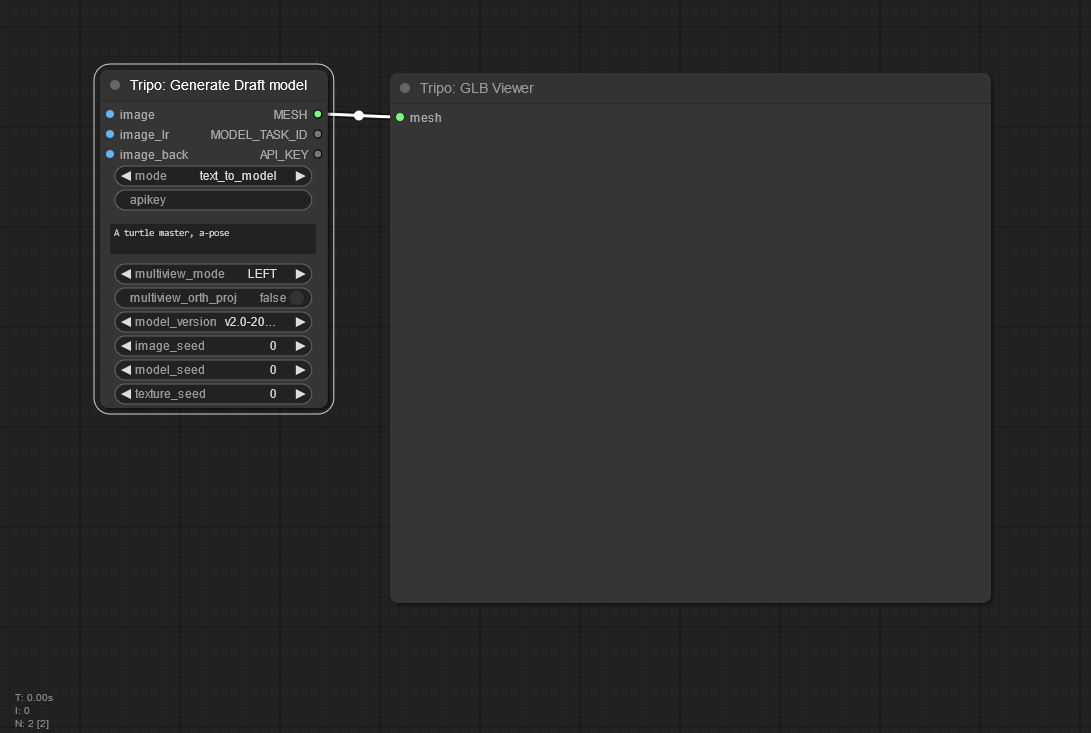 Tripo: Generate Draft model
image MESH
image_lr MODEL_TASK_ID
image_back API_KEY
mode text_to_model
apikey
A turtle master, a-pose
multiview_mode LEFT
multiview_orth_proj false
model_version v2.0-20...
image_seed 0
model_seed 0
texture_seed 0
Tripo: GLB Viewer
mesh
T: 0.00s
I: 0
N: 2 [2]